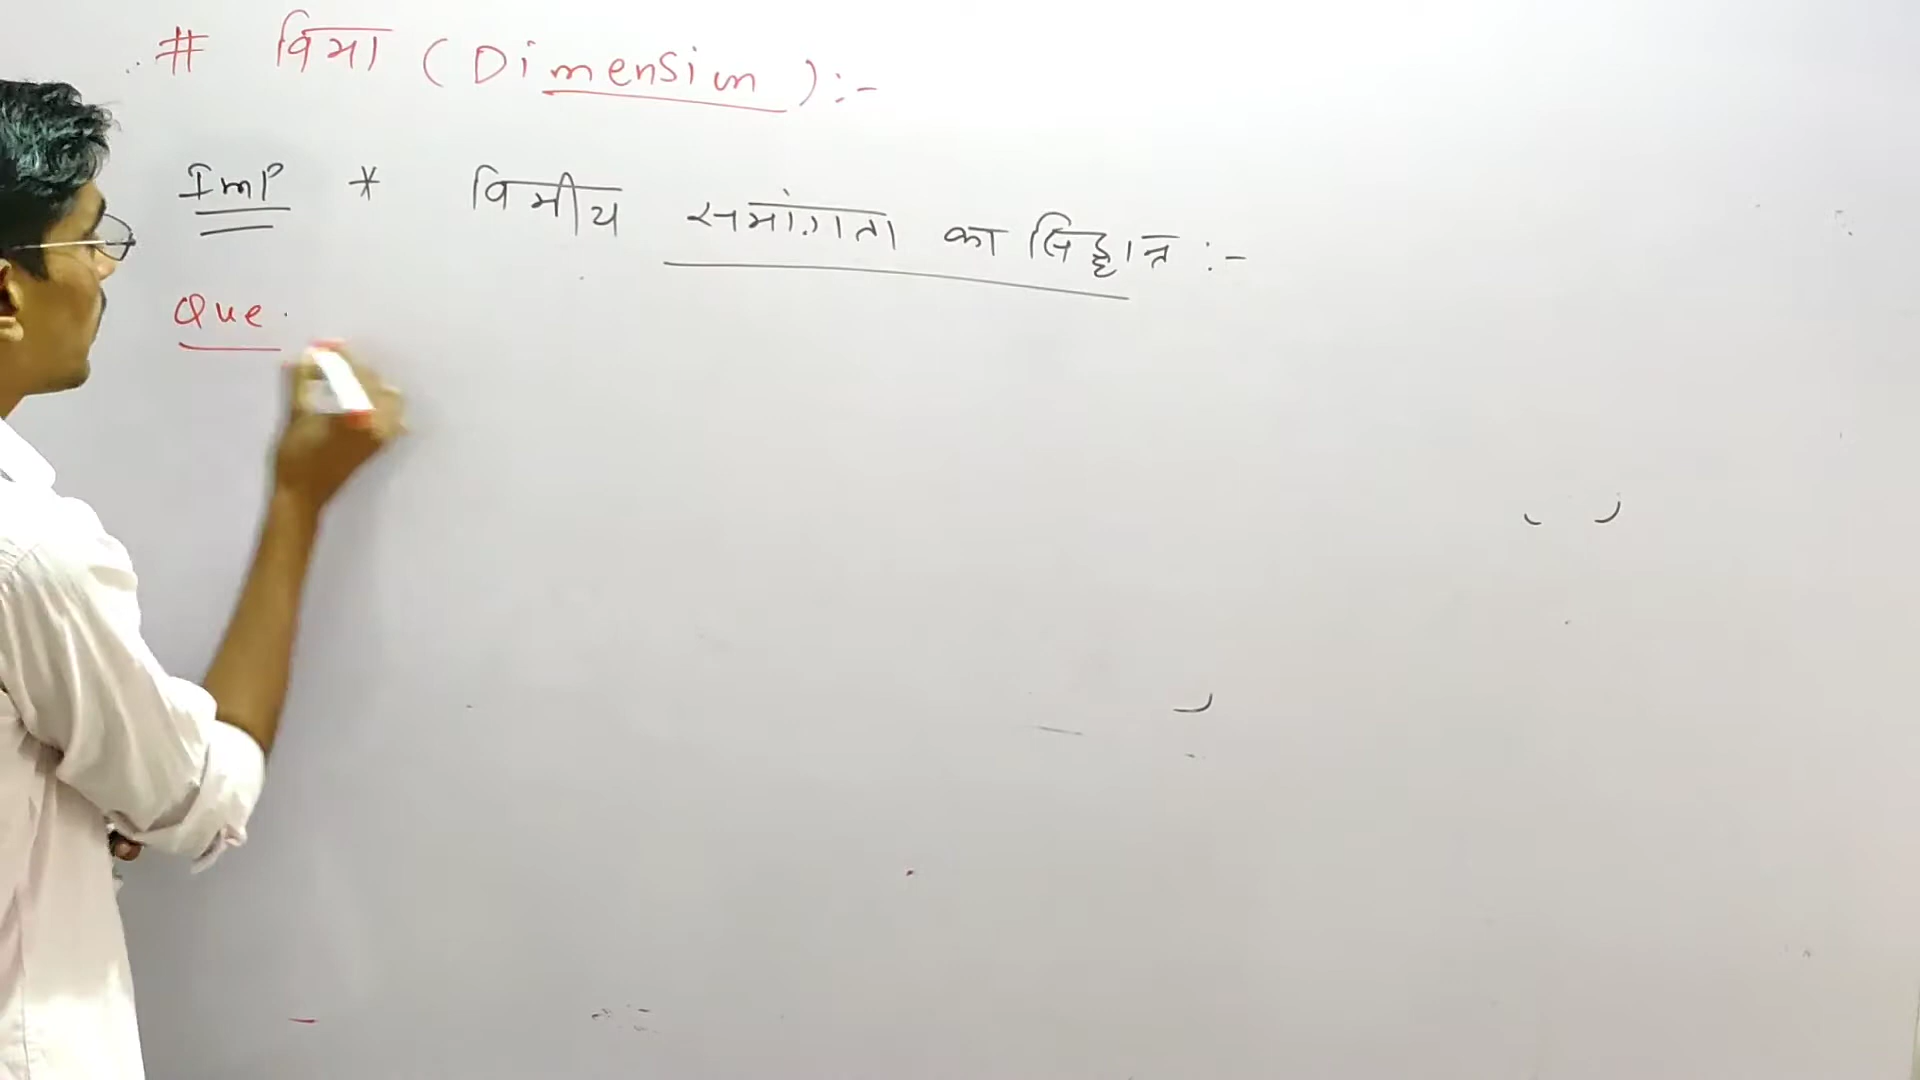 # विमा (Dimension) :-
Imp * विमीय समांगता का सिद्धान्त :-
Que.